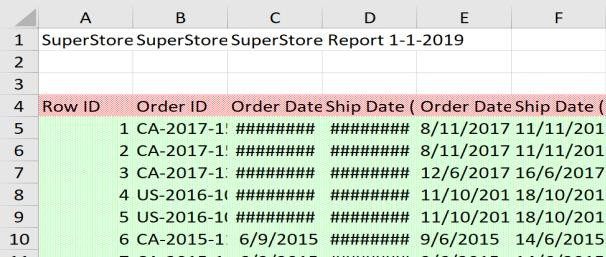 A B C D E F
1 SuperStore SuperStore SuperStore Report 1-1-2019
2
3
4 Row ID Order ID Order Date Ship Date ( Order Date Ship Date (
5 1 CA-2017-1 ######## ######## 8/11/2017 11/11/201
6 2 CA-2017-1 ######## ######## 8/11/2017 11/11/201
7 3 CA-2017-1 ######## ######## 12/6/2017 16/6/2017
8 4 US-2016-1 ######## ######## 11/10/201 18/10/201
9 5 US-2016-1 ######## ######## 11/10/201 18/10/201
10 6 CA-2015-1 6/9/2015 ######## 9/6/2015 14/6/2015